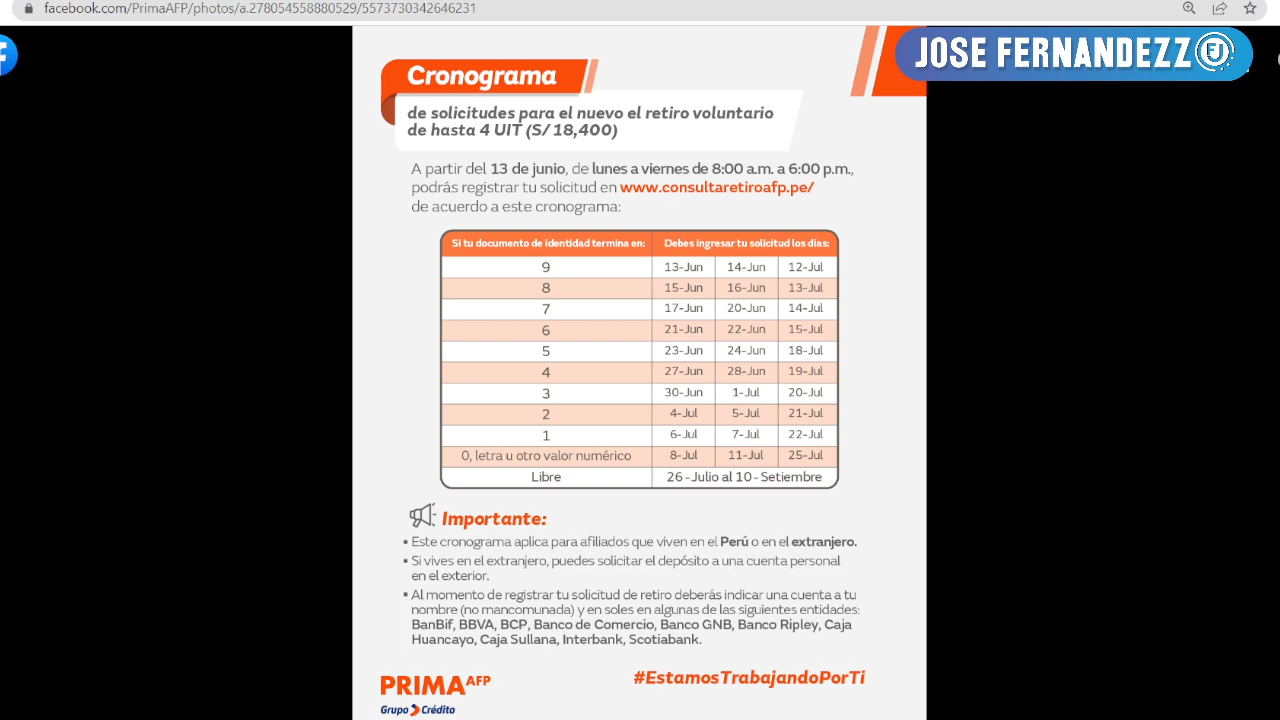 facebook.com/PrimaAFP/photos/a.278054558880529/5573730342646231
JOSE FERNANDEZZ
Cronograma
de solicitudes para el nuevo el retiro voluntario
de hasta 4 UIT (S/ 18,400)
A partir del 13 de junio, de lunes a viernes de 8:00 a.m. a 6:00 p.m.,
podrás registrar tu solicitud en www.consultaretiroafp.pe/
de acuerdo a este cronograma:
Si tu documento de identidad termina en: Debes ingresar tu solicitud los días:
9 13-Jun 14-Jun 12-Jul
8 15-Jun 16-Jun 13-Jul
7 17-Jun 20-Jun 14-Jul
6 21-Jun 22-Jun 15-Jul
5 23-Jun 24-Jun 18-Jul
4 27-Jun 28-Jun 19-Jul
3 30-Jun 1-Jul 20-Jul
2 4-Jul 5-Jul 21-Jul
1 6-Jul 7-Jul 22-Jul
0, letra u otro valor numérico 8-Jul 11-Jul 25-Jul
Libre 26 - Julio al 10 - Setiembre
Importante:
▪ Este cronograma aplica para afiliados que viven en el Perú o en el extranjero.
▪ Si vives en el extranjero, puedes solicitar el depósito a una cuenta personal
en el exterior.
▪ Al momento de registrar tu solicitud de retiro deberás indicar una cuenta a tu
nombre (no mancomunada) y en soles en algunas de las siguientes entidades:
BanBif, BBVA, BCP, Banco de Comercio, Banco GNB, Banco Ripley, Caja
Huancayo, Caja Sullana, Interbank, Scotiabank.
#EstamosTrabajandoPorTi
PRIMA AFP
Grupo Crédito